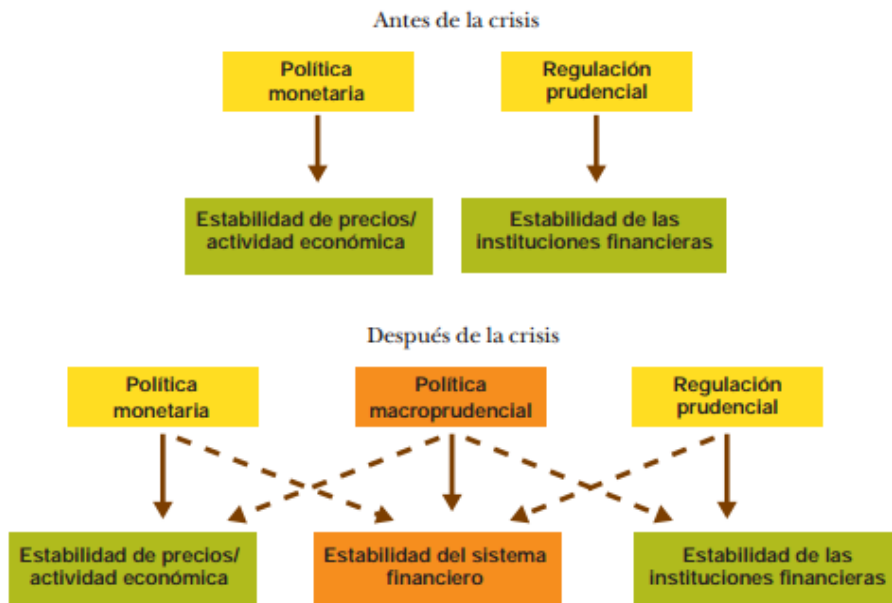 Antes de la crisis
Política
monetaria
Regulación
prudencial
Estabilidad de precios/
actividad económica
Estabilidad de las
instituciones financieras
Después de la crisis
Política
monetaria
Política
macroprudencial
Regulación
prudencial
Estabilidad de precios/
actividad económica
Estabilidad del sistema
financiero
Estabilidad de las
instituciones financieras